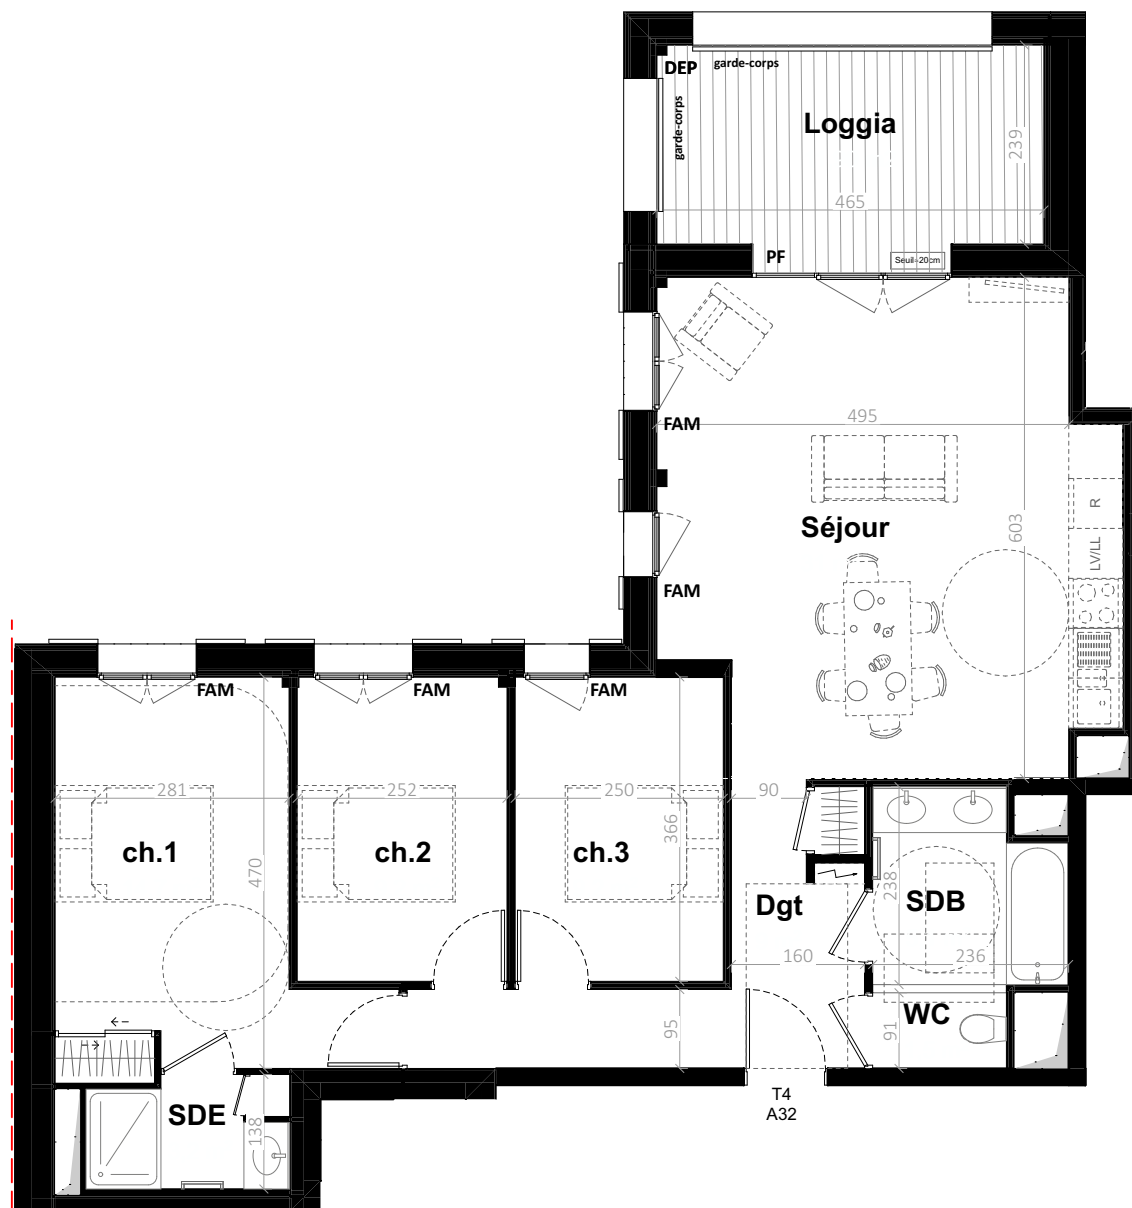 DEP
garde-corps
garde-corps
Loggia
239
465
PF
Seuil=20cm
FAM
495
R
Séjour
603
LV/LL
FAM
FAM
FAM
FAM
281
252
250
90
366
ch.1
ch.2
ch.3
470
238
Dgt
SDB
160
236
WC
95
91
T4
A32
SDE
138